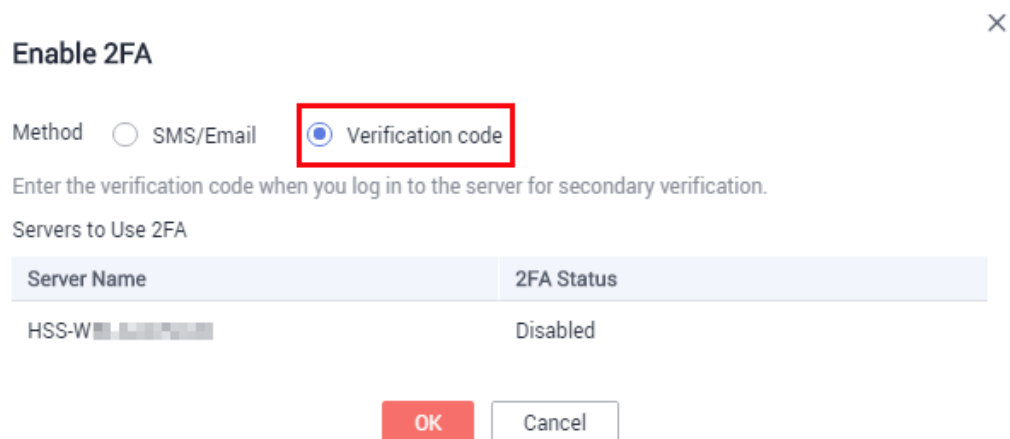 Enable 2FA
Method SMS/Email Verification code
Enter the verification code when you log in to the server for secondary verification.
Servers to Use 2FA
Server Name 2FA Status
HSS-W Disabled
OK Cancel